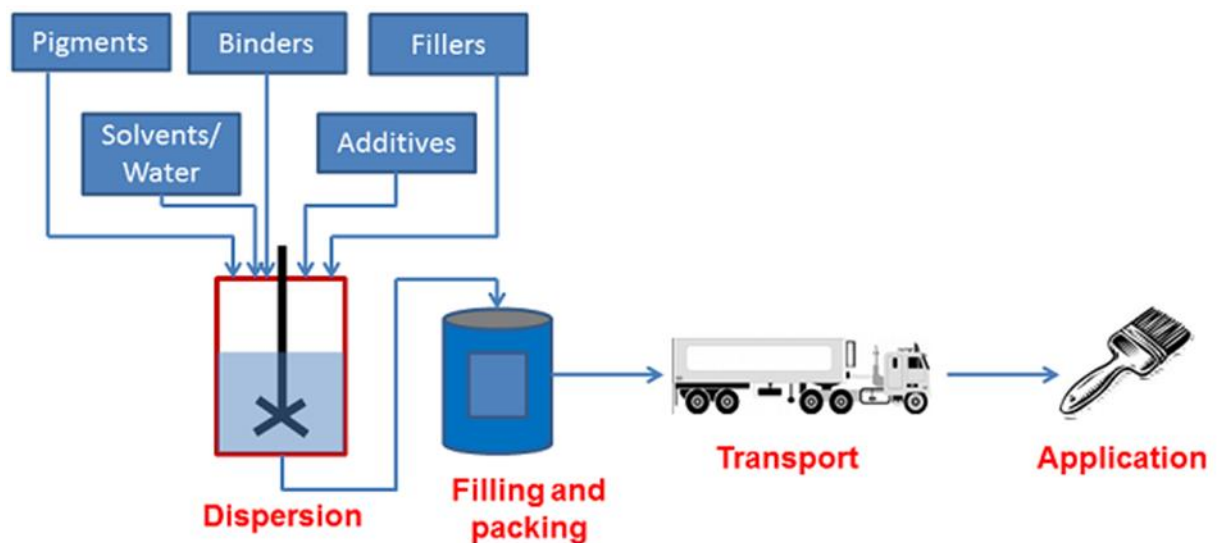 Pigments
Binders
Fillers
Solvents/
Water
Additives
Dispersion
Filling and
packing
Transport
Application